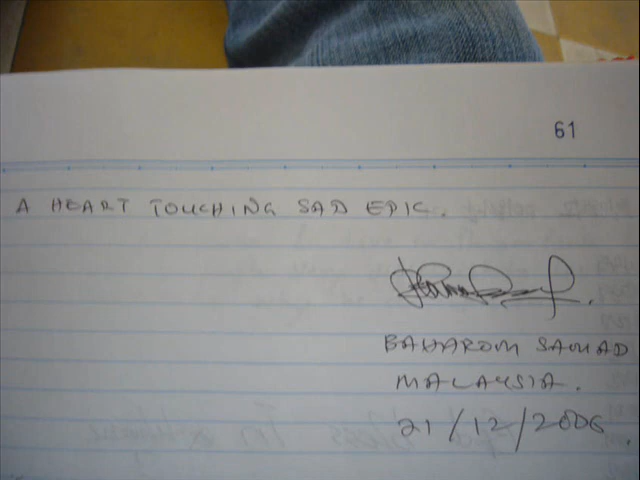 61
A HEART TOUCHING SAD EPIC.
BAHAROM SAMAD
MALAYSIA.
21/12/2006.